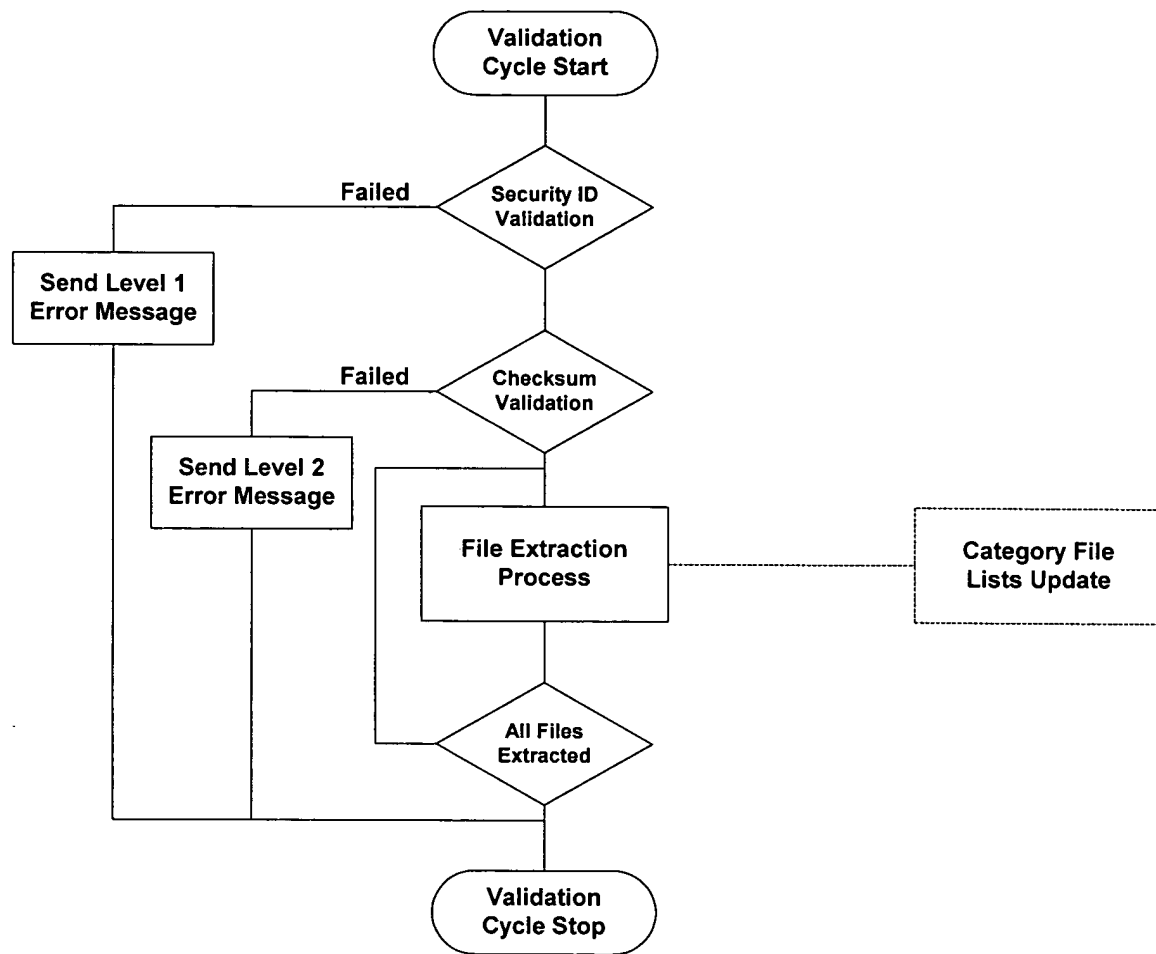 Validation
Cycle Start
Failed
Security ID
Validation
Send Level 1
Error Message
Failed
Checksum
Validation
Send Level 2
Error Message
File Extraction
Process
Category File
Lists Update
All Files
Extracted
Validation
Cycle Stop